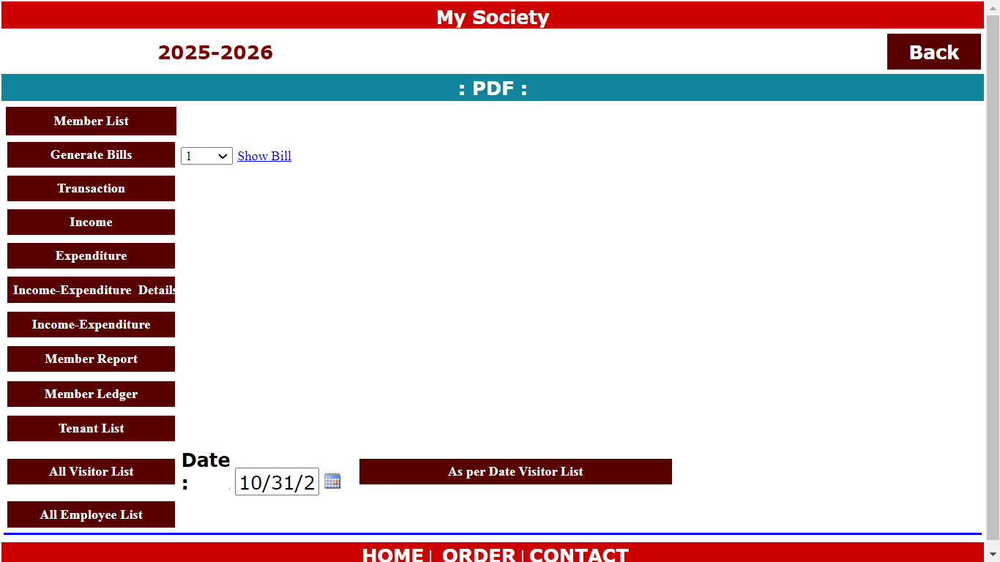 My Society
2025-2026
Back
: PDF :
Member List
Generate Bills
1
Show Bill
Transaction
Income
Expenditure
Income-Expenditure Details
Income-Expenditure
Member Report
Member Ledger
Tenant List
All Visitor List
Date
:
10/31/2
As per Date Visitor List
All Employee List
HOME | ORDER | CONTACT